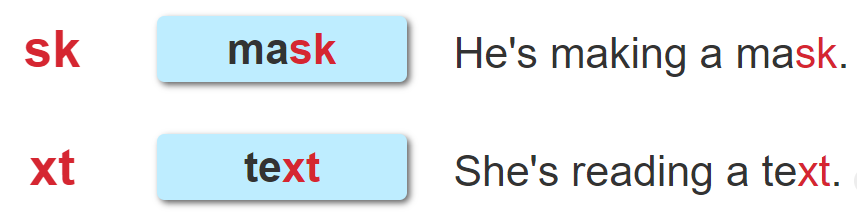 sk mask He's making a mask.
xt text She's reading a text.